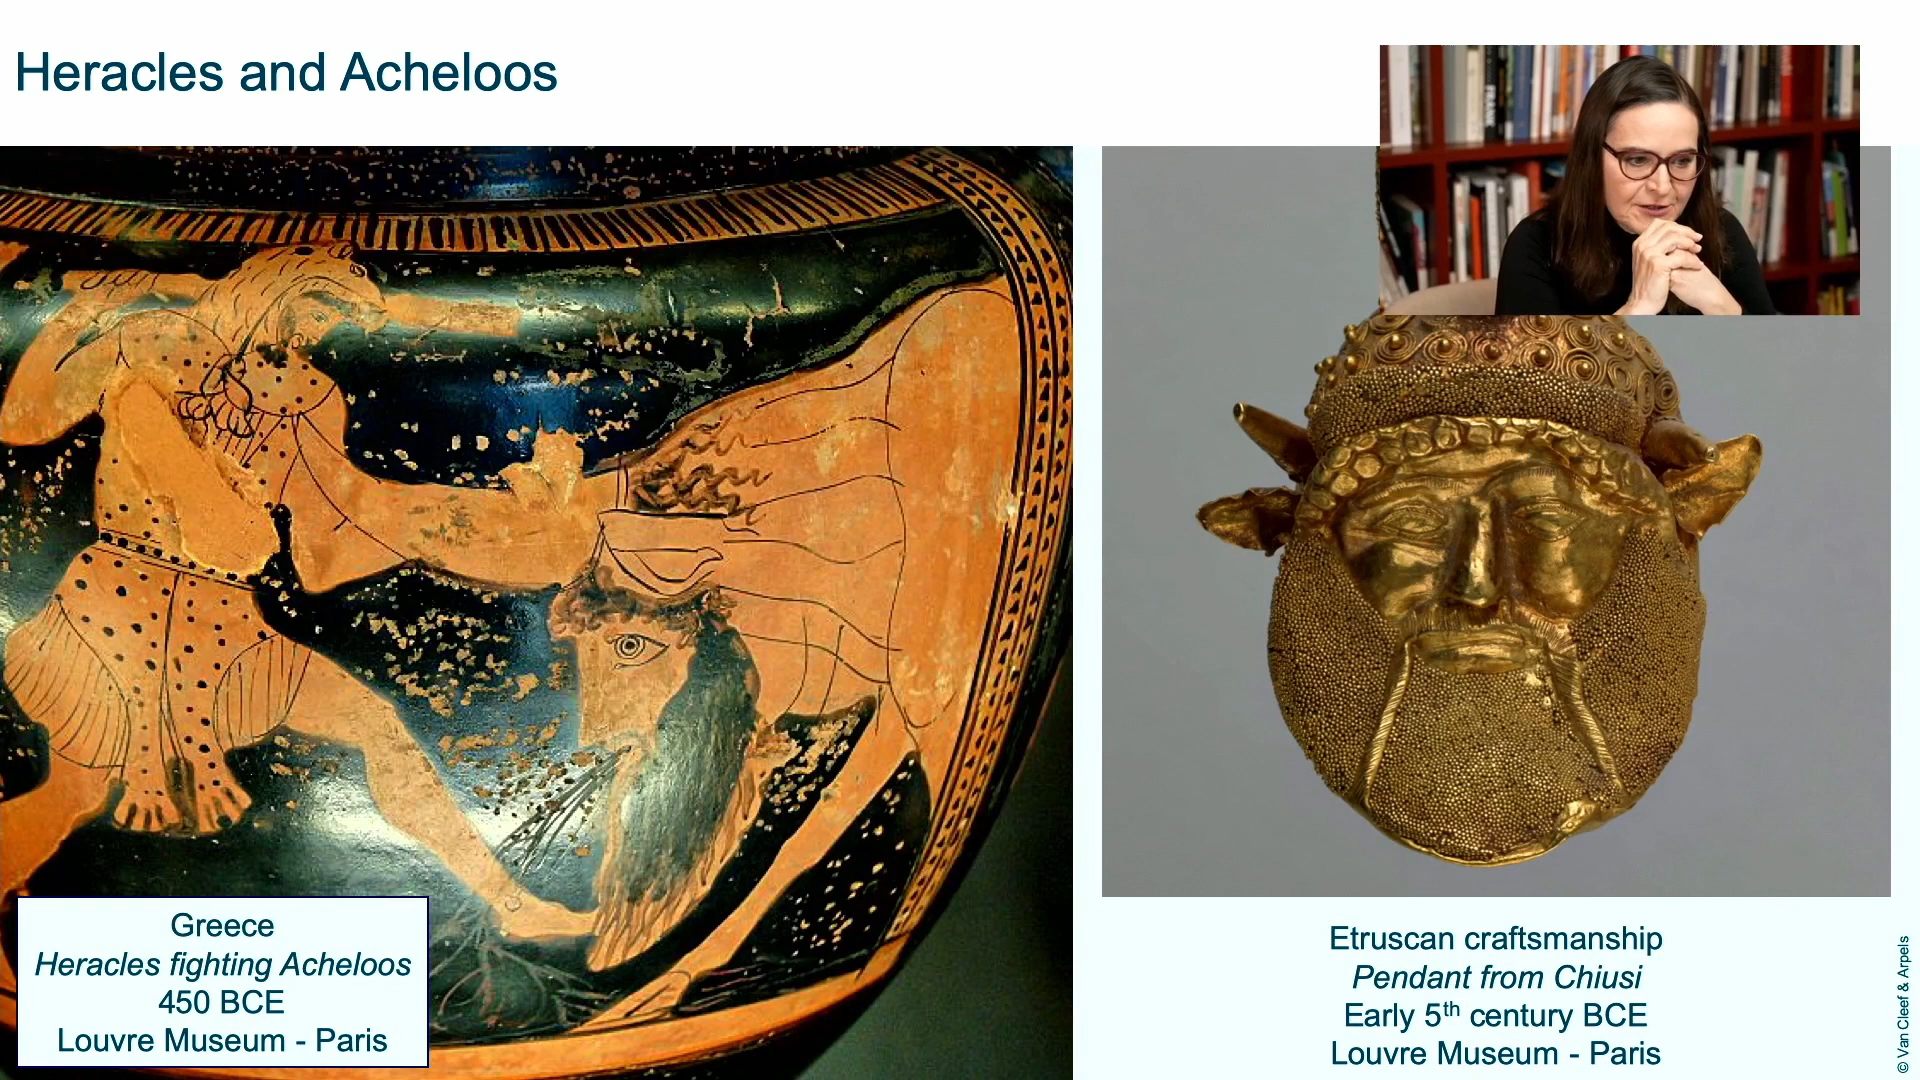 Heracles and Acheloos
Greece
Heracles fighting Acheloos
450 BCE
Louvre Museum - Paris
Etruscan craftsmanship
Pendant from Chiusi
Early 5th century BCE
Louvre Museum - Paris
© Van Cleef & Arpels